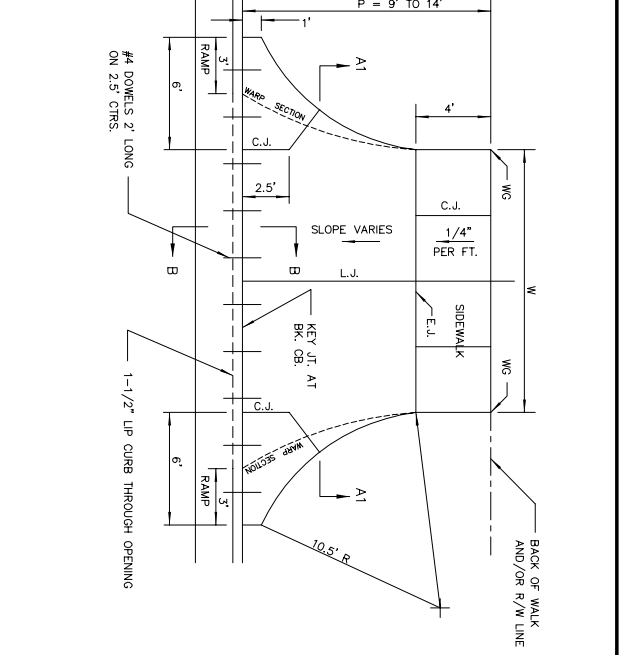 P = 9' TO 14'
1'
A1
3'
RAMP
6'
#4 DOWELS 2' LONG
ON 2.5' CTRS.
WARP SECTION
C.J.
2.5'
4'
WG
C.J.
SLOPE VARIES
1/4"
PER FT.
B
B
W
L.J.
E.J.
SIDEWALK
KEY JT. AT
BK. CB.
WG
C.J.
1-1/2" LIP CURB THROUGH OPENING
WARP SECTION
6'
3'
RAMP
A1
10.5' R
BACK OF WALK
AND/OR R/W LINE